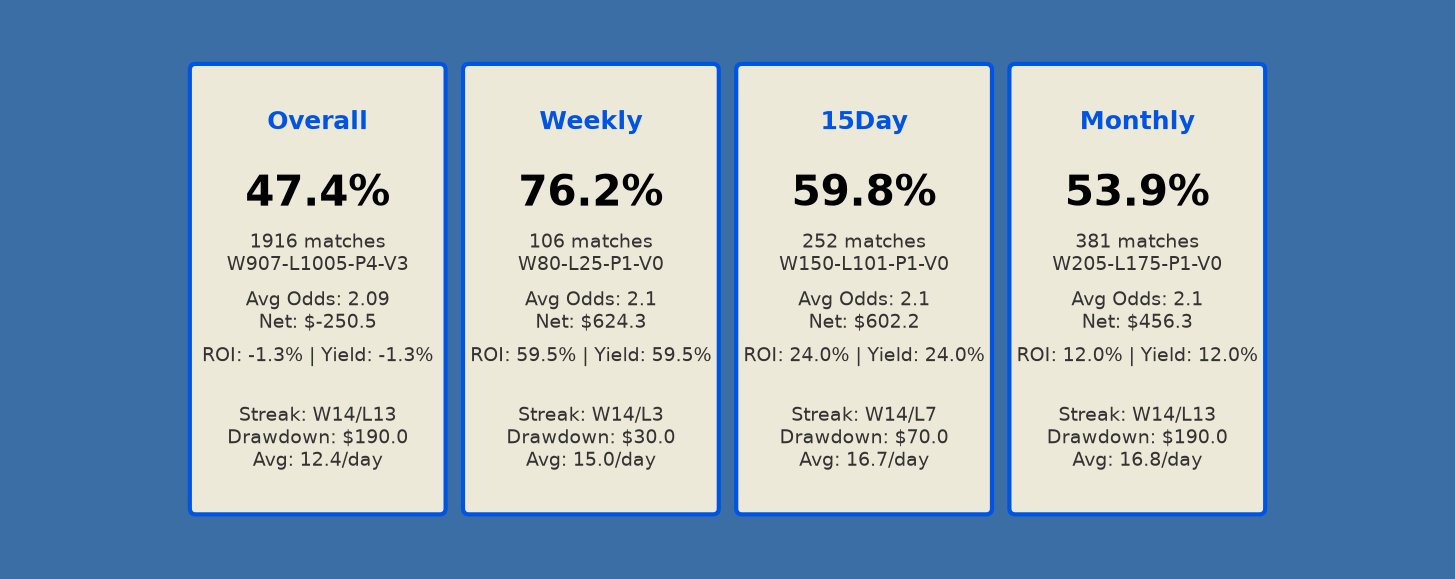 Overall
47.4%
1916 matches
W907-L1005-P4-V3
Avg Odds: 2.09
Net: $-250.5
ROI: -1.3% | Yield: -1.3%
Streak: W14/L13
Drawdown: $190.0
Avg: 12.4/day
Weekly
76.2%
106 matches
W80-L25-P1-V0
Avg Odds: 2.1
Net: $624.3
ROI: 59.5% | Yield: 59.5%
Streak: W14/L3
Drawdown: $30.0
Avg: 15.0/day
15Day
59.8%
252 matches
W150-L101-P1-V0
Avg Odds: 2.1
Net: $602.2
ROI: 24.0% | Yield: 24.0%
Streak: W14/L7
Drawdown: $70.0
Avg: 16.7/day
Monthly
53.9%
381 matches
W205-L175-P1-V0
Avg Odds: 2.1
Net: $456.3
ROI: 12.0% | Yield: 12.0%
Streak: W14/L13
Drawdown: $190.0
Avg: 16.8/day